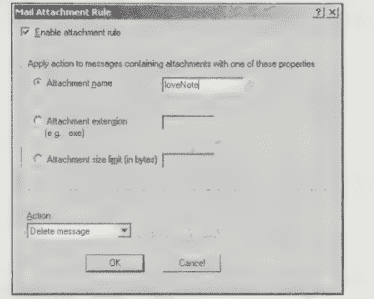 Mail Attachment Rule
Enable attachment rule
Apply action to messages containing attachments with one of these properties
Attachment name
loveNote
Attachment extension
(e.g. .exe)
Attachment size limit (in bytes)
Action
Delete message
OK
Cancel